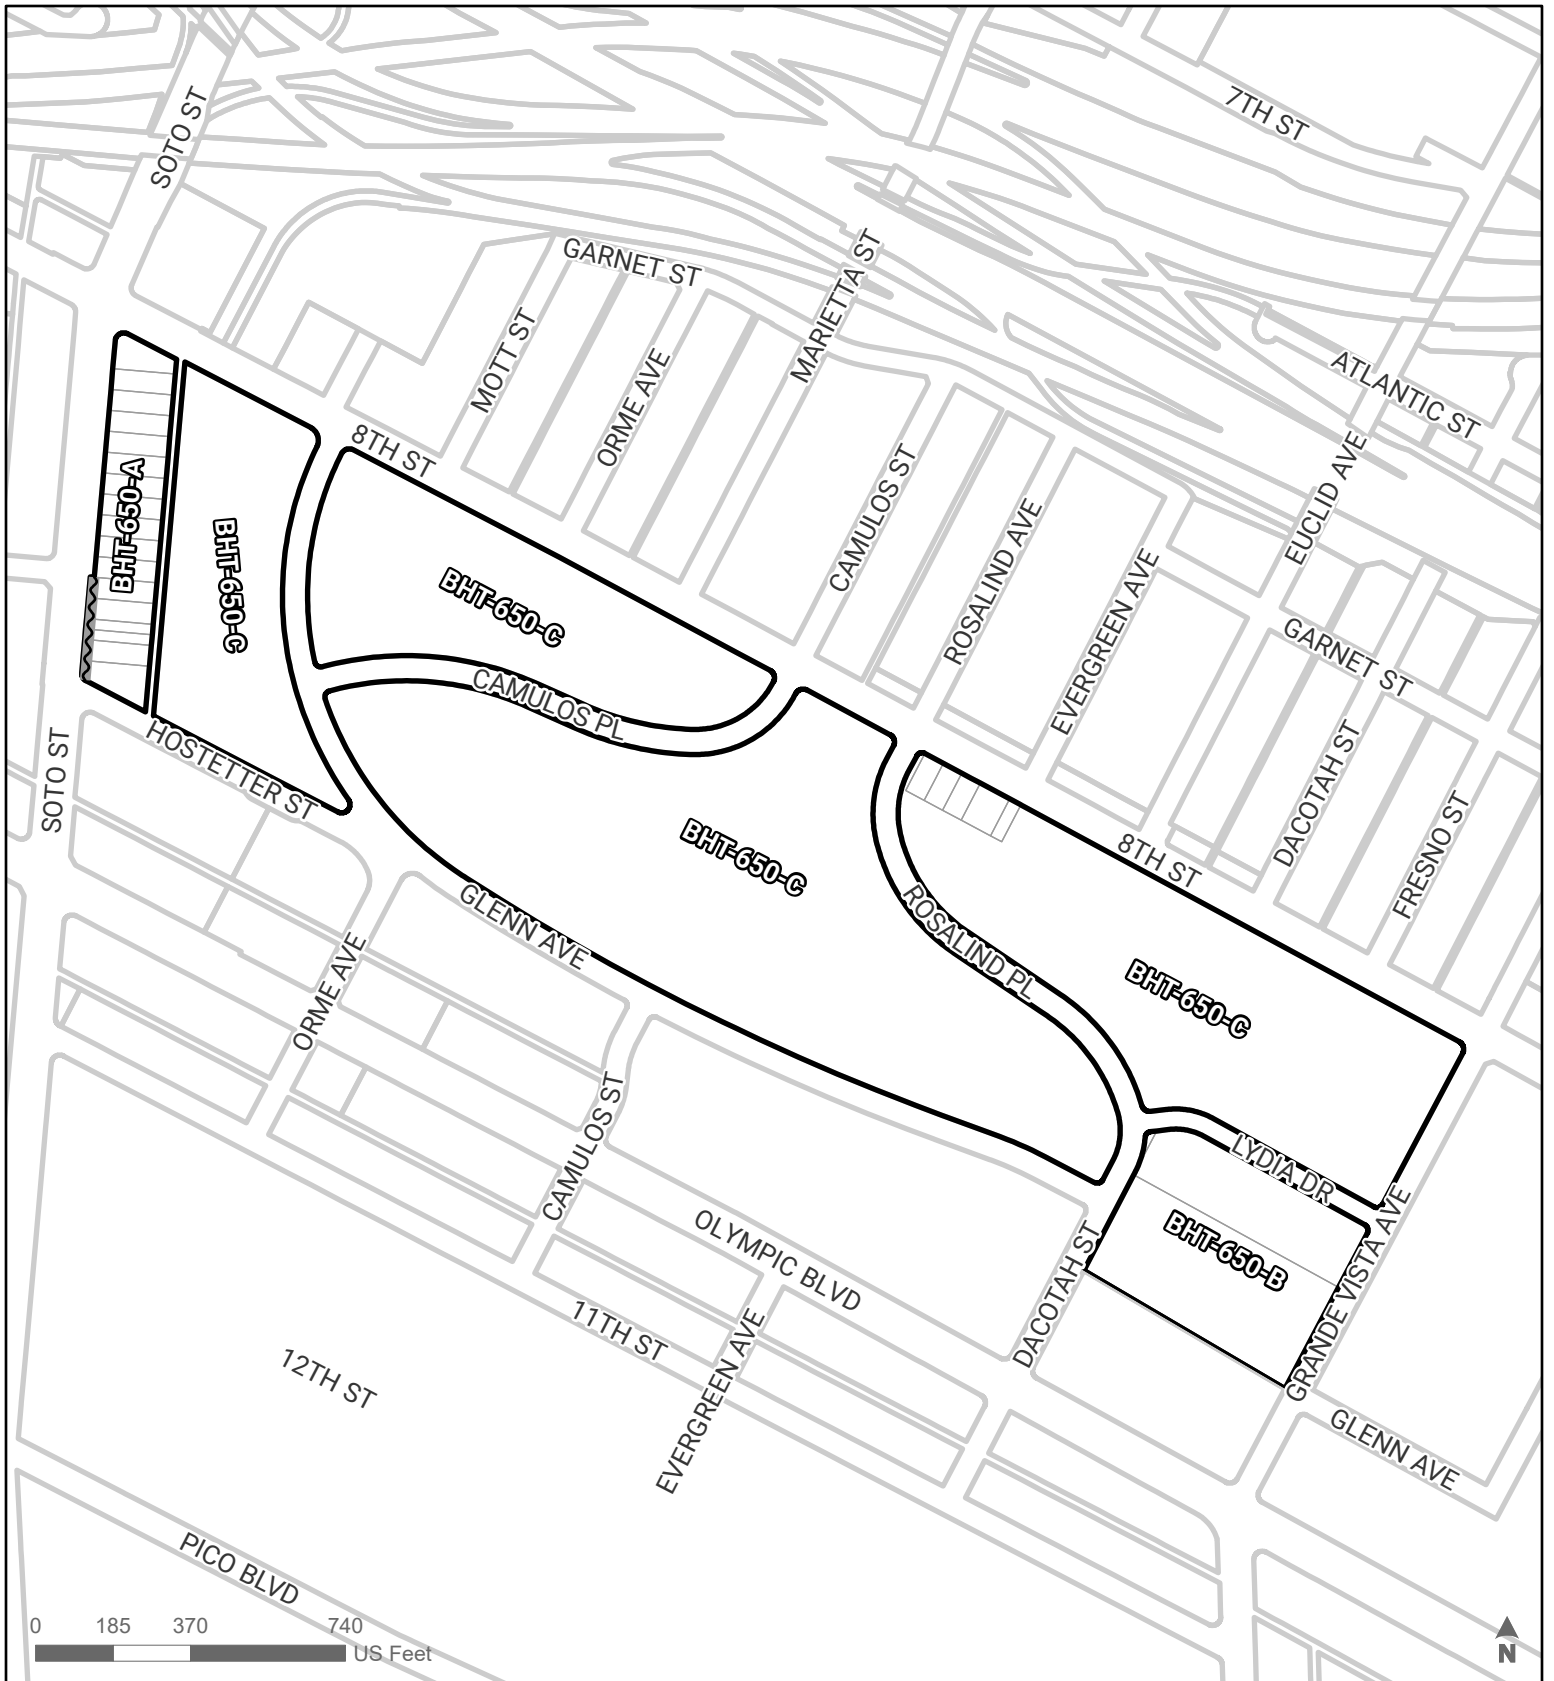 7TH ST
SOTO ST
GARNET ST
MARIETTA ST
MOTT ST
ORME AVE
ATLANTIC ST
8TH ST
EUCLID AVE
CAMULOS ST
BHT-650-A
BHT-650-C
ROSALIND AVE
EVERGREEN AVE
BHT-650-C
GARNET ST
CAMULOS PL
DACOTAH ST
SOTO ST
HOSTETTER ST
FRESNO ST
BHT-650-C
8TH ST
GLENN AVE
ROSALIND PL
ORME AVE
BHT-650-C
CAMULOS ST
LYDIA DR
OLYMPIC BLVD
BHT-650-B
DACOTAH ST
GRANDE VISTA AVE
11TH ST
12TH ST
EVERGREEN AVE
GLENN AVE
PICO BLVD
0 185 370 740
US Feet
N